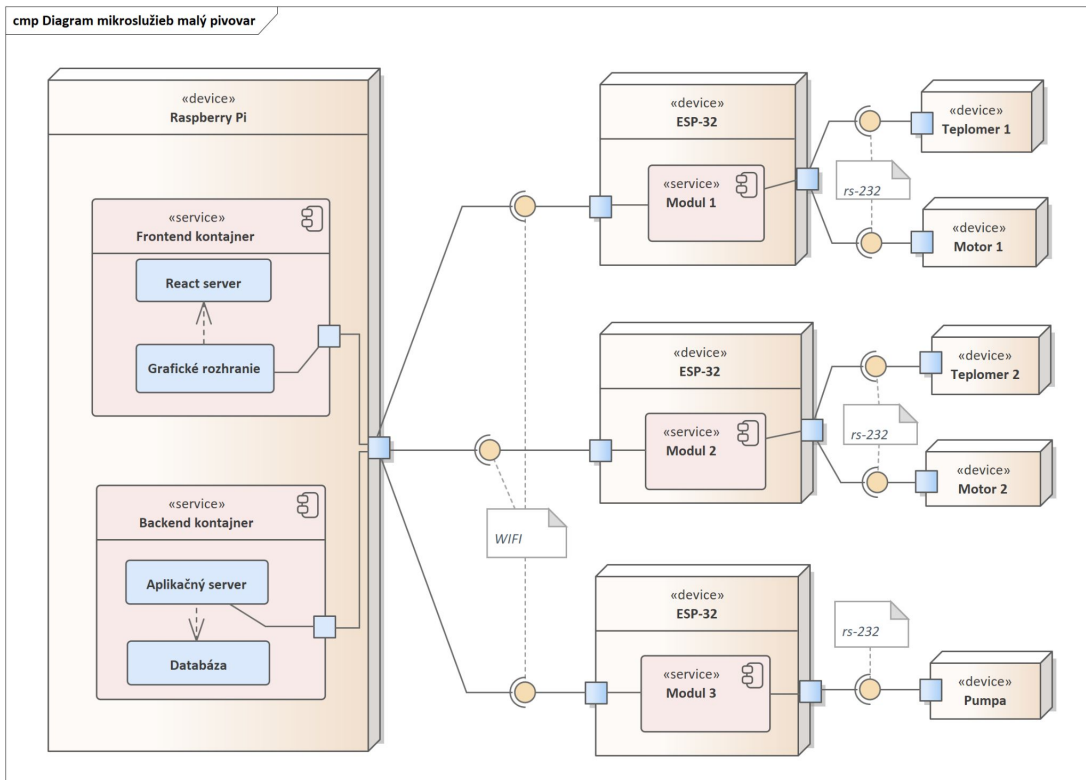 cmp Diagram mikroslužieb malý pivovar
«device»
Raspberry Pi
«service»
Frontend kontajner
React server
Grafické rozhranie
«service»
Backend kontajner
Aplikačný server
Databáza
WIFI
«device»
ESP-32
«service»
Modul 1
rs-232
«device»
Teplomer 1
«device»
Motor 1
«device»
ESP-32
«service»
Modul 2
rs-232
«device»
Teplomer 2
«device»
Motor 2
«device»
ESP-32
«service»
Modul 3
rs-232
«device»
Pumpa